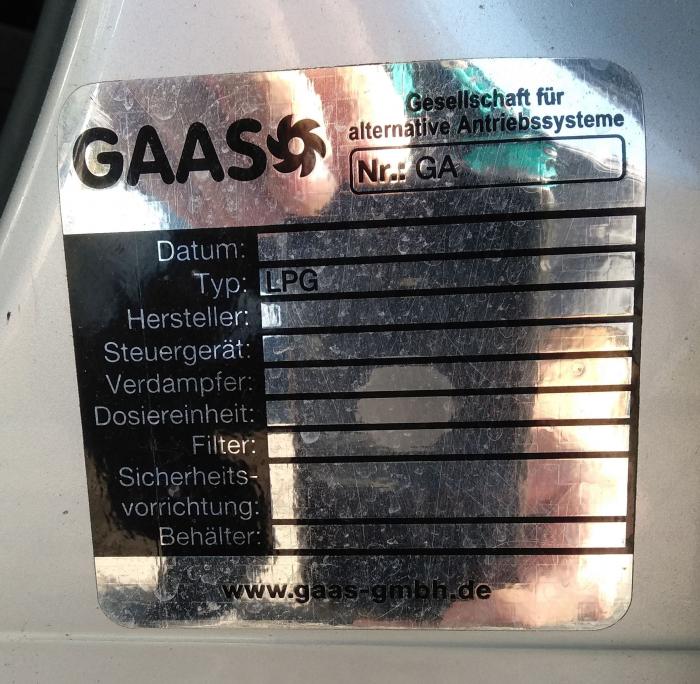 GAAS
Gesellschaft für
alternative Antriebssysteme
Nr.: GA
Datum:
Typ: LPG
Hersteller:
Steuergerät:
Verdampfer:
Dosiereinheit:
Filter:
Sicherheits-
vorrichtung:
Behälter:
www.gaas-gmbh.de